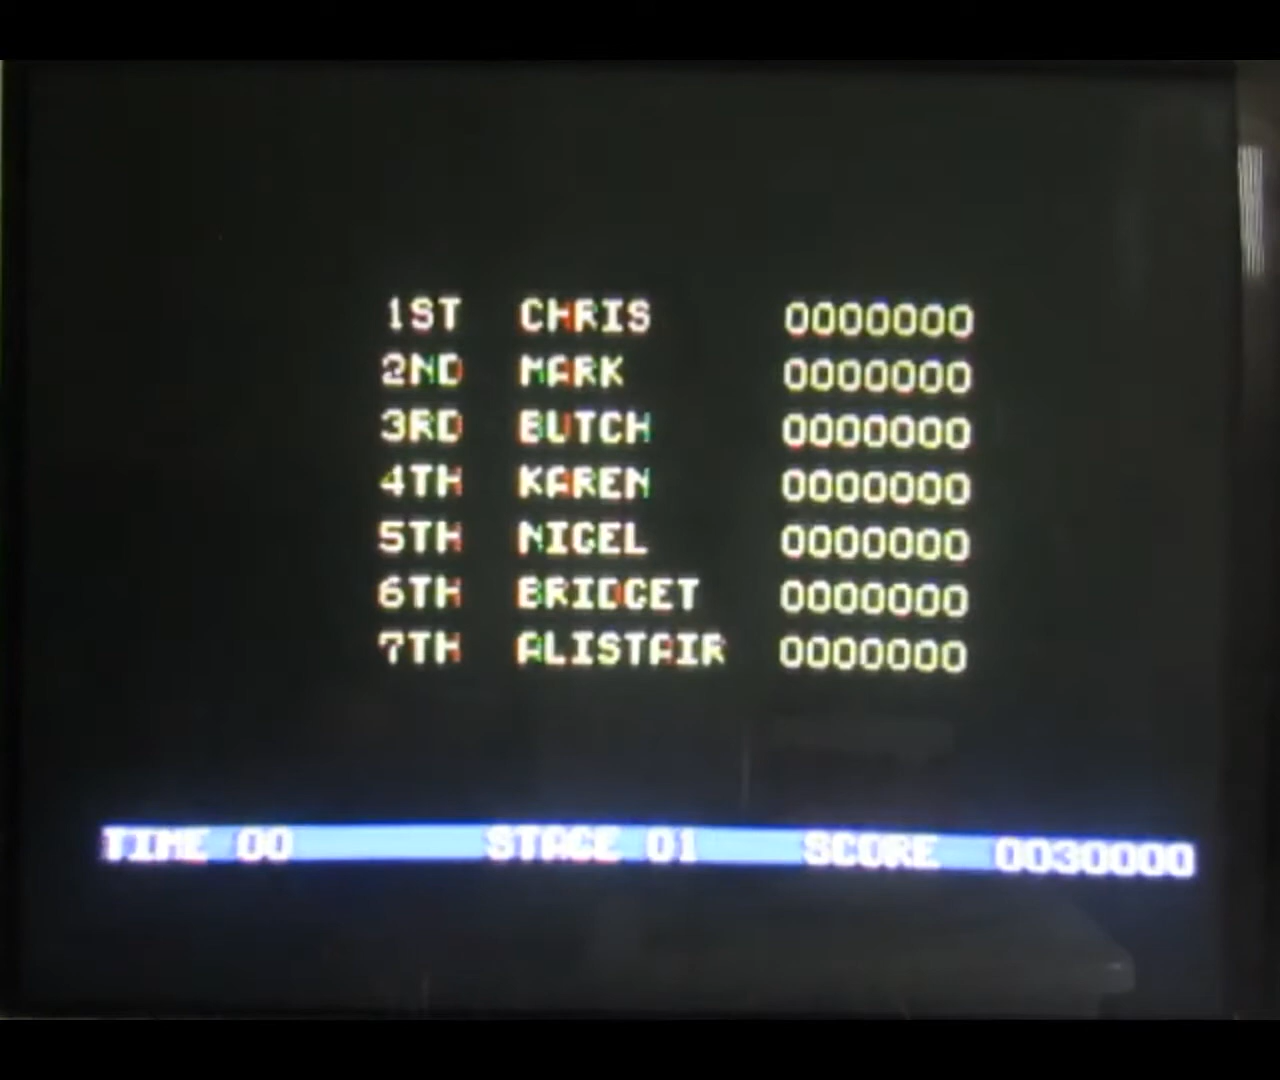 1ST CHRIS 0000000
2ND MARK 0000000
3RD BUTCH 0000000
4TH KAREN 0000000
5TH NIGEL 0000000
6TH BRIDGET 0000000
7TH ALISTAIR 0000000
TIME 00 STAGE 01 SCORE 0030000